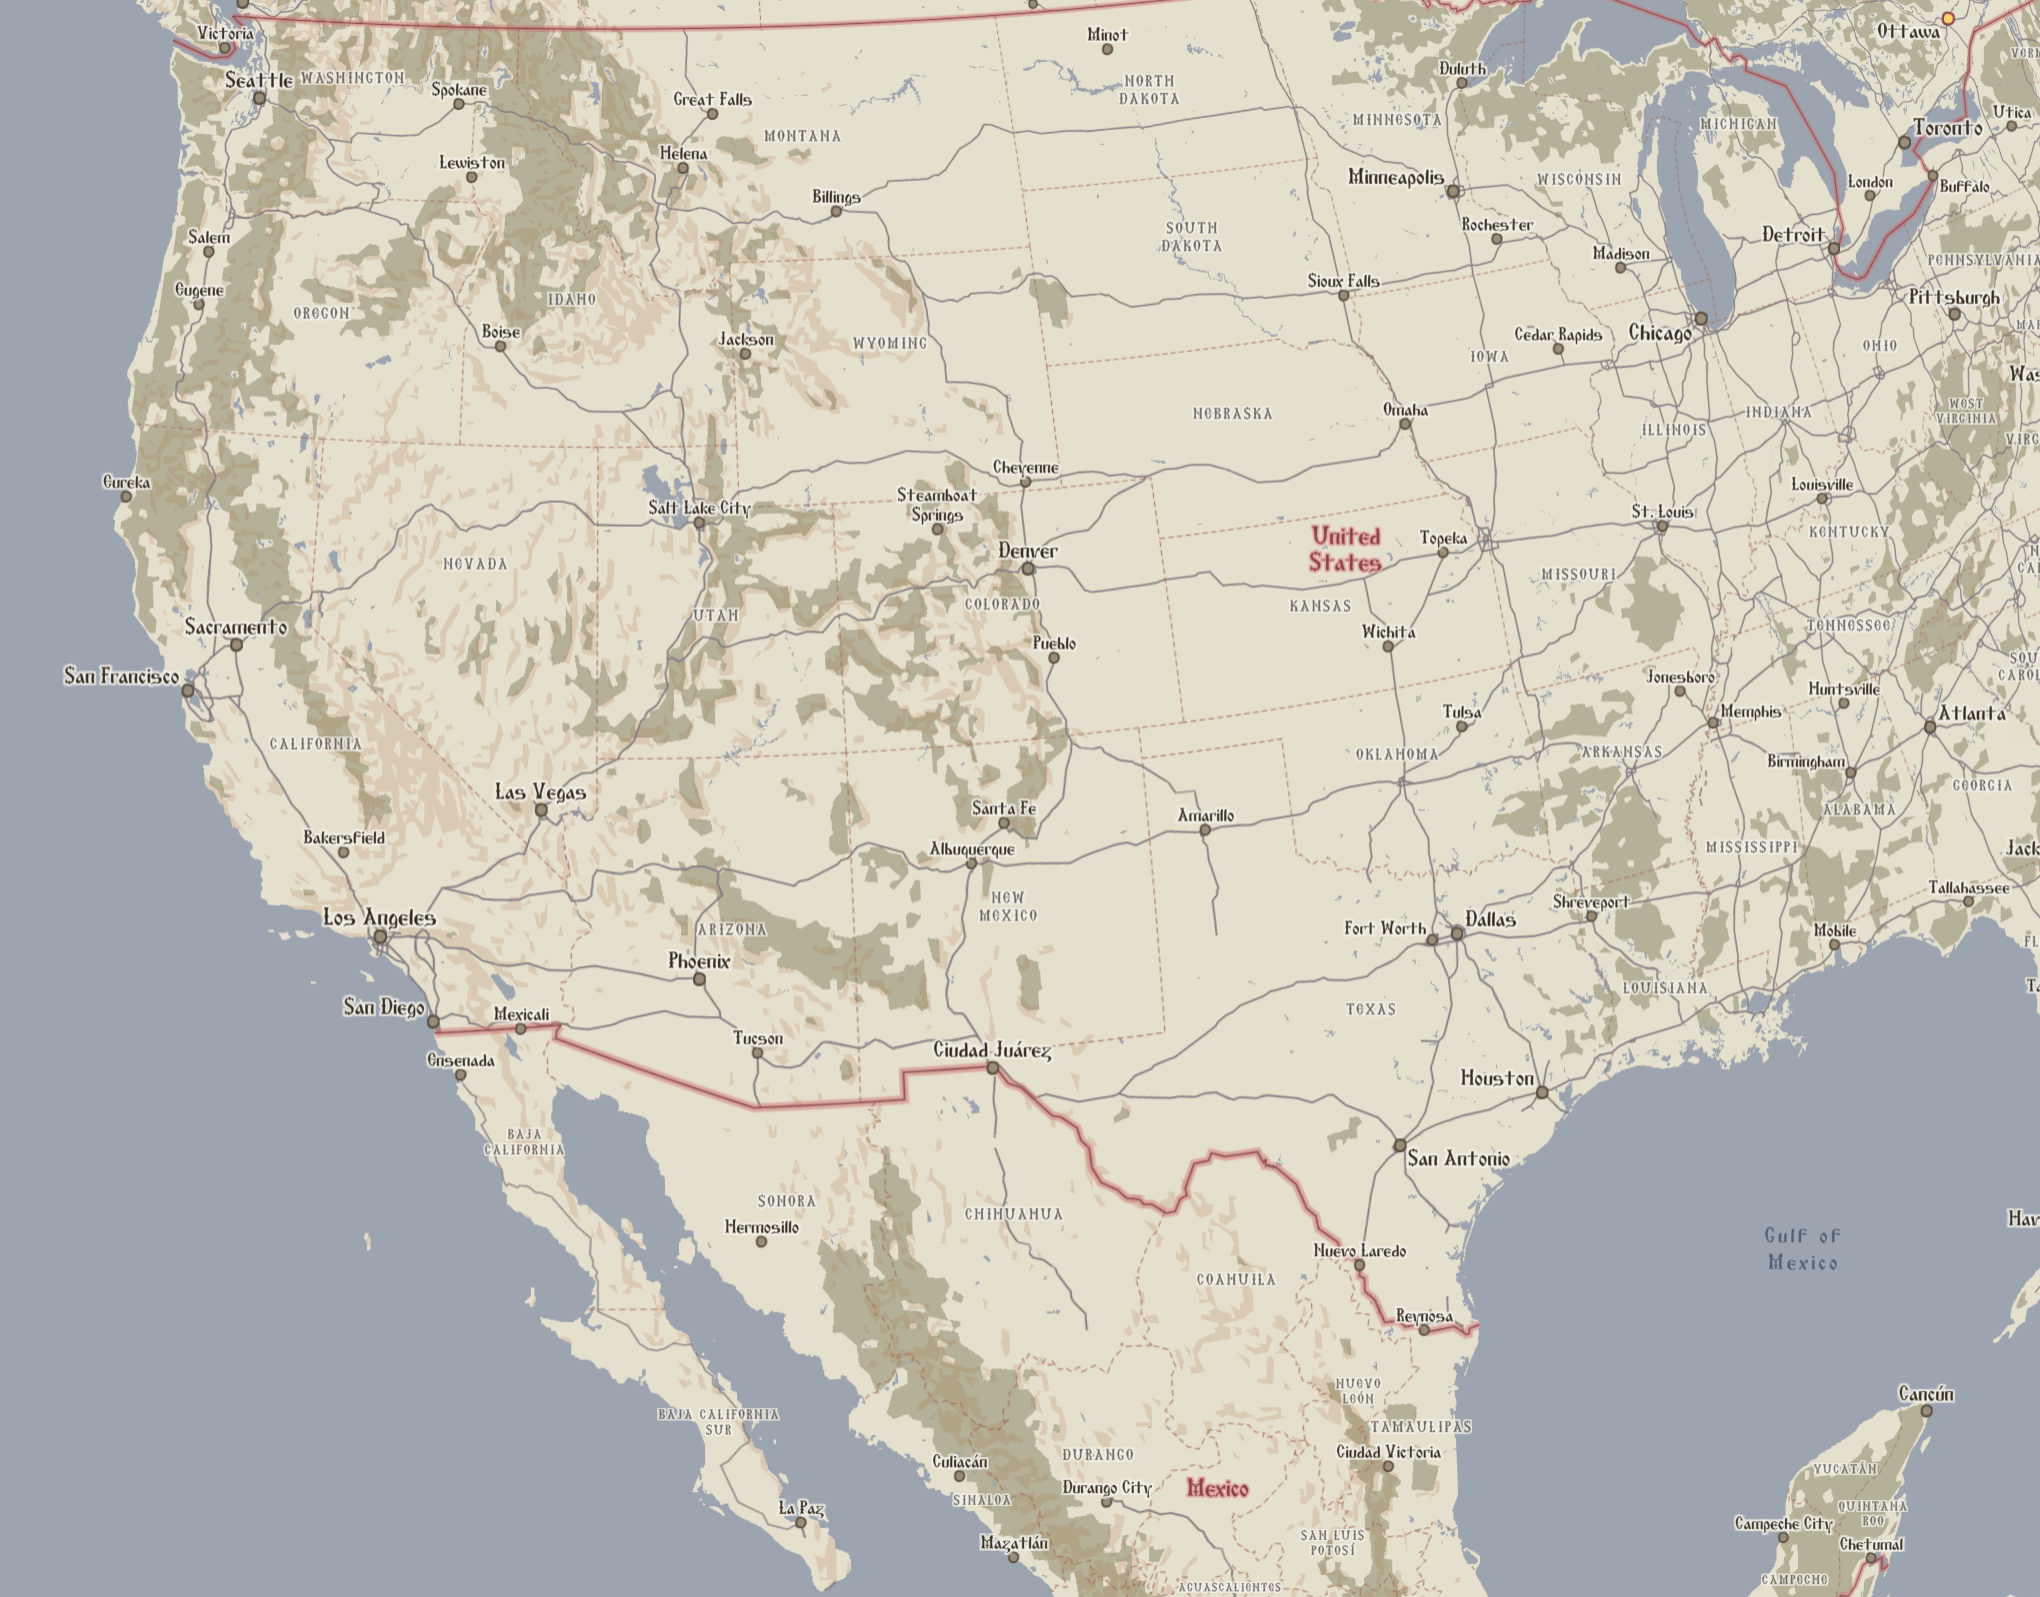 Ottawa
Victoria
Minot
Seattle
WASHINGTON
Spokane
Great Falls
NORTH
DAKOTA
Duluth
MONTANA
MINNESOTA
MICHIGAN
Toronto
Utica
Helena
Lewiston
Minneapolis
WISCONSIN
London
Buffalo
Billings
Salem
SOUTH
DAKOTA
Rochester
Detroit
Madison
PENNSYLVANIA
Eugene
IDAHO
OREGON
Sioux Falls
Pittsburgh
Boise
Jackson
WYOMING
Cedar Rapids
Chicago
IOWA
OHIO
NEBRASKA
Omaha
INDIANA
ILLINOIS
WEST
VIRGINIA
Eureka
Cheyenne
Steamboat
Springs
Salt Lake City
Louisville
St. Louis
KENTUCKY
United
States
Topeka
NEVADA
Denver
MISSOURI
COLORADO
KANSAS
UTAH
Sacramento
Wichita
TENNESSEE
Pueblo
San Francisco
Jonesboro
Huntsville
Tulsa
Memphis
Atlanta
CALIFORNIA
OKLAHOMA
ARKANSAS
Birmingham
GEORGIA
Las Vegas
Santa Fe
Amarillo
ALABAMA
Bakersfield
Albuquerque
MISSISSIPPI
Jack
Tallahassee
NEW
MEXICO
Shreveport
Los Angeles
ARIZONA
Fort Worth
Dallas
Mobile
Phoenix
LOUISIANA
San Diego
Mexicali
TEXAS
Tucson
Ciudad Juárez
Ensenada
Houston
BAJA
CALIFORNIA
San Antonio
SONORA
CHIHUAHUA
Hermosillo
Gulf of
Mexico
Nuevo Laredo
COAHUILA
Reynosa
NUEVO
LEÓN
Cancún
BAJA CALIFORNIA
SUR
TAMAULIPAS
Culiacán
DURANGO
Ciudad Victoria
YUCATÁN
Durango City
Mexico
SINALOA
La Paz
QUINTANA
ROO
Campeche City
SAN LUIS
POTOSÍ
Mazatlán
Chetumal
CAMPECHE
AGUASCALIENTES